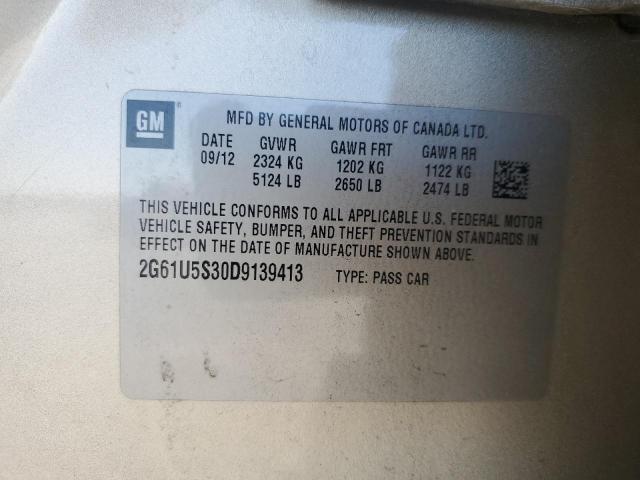 GM ® MFD BY GENERAL MOTORS OF CANADA LTD.
DATE GVWR GAWR FRT GAWR RR
09/12 2324 KG 1202 KG 1122 KG
5124 LB 2650 LB 2474 LB
THIS VEHICLE CONFORMS TO ALL APPLICABLE U.S. FEDERAL MOTOR
VEHICLE SAFETY, BUMPER, AND THEFT PREVENTION STANDARDS IN
EFFECT ON THE DATE OF MANUFACTURE SHOWN ABOVE.
2G61U5S30D9139413 TYPE: PASS CAR